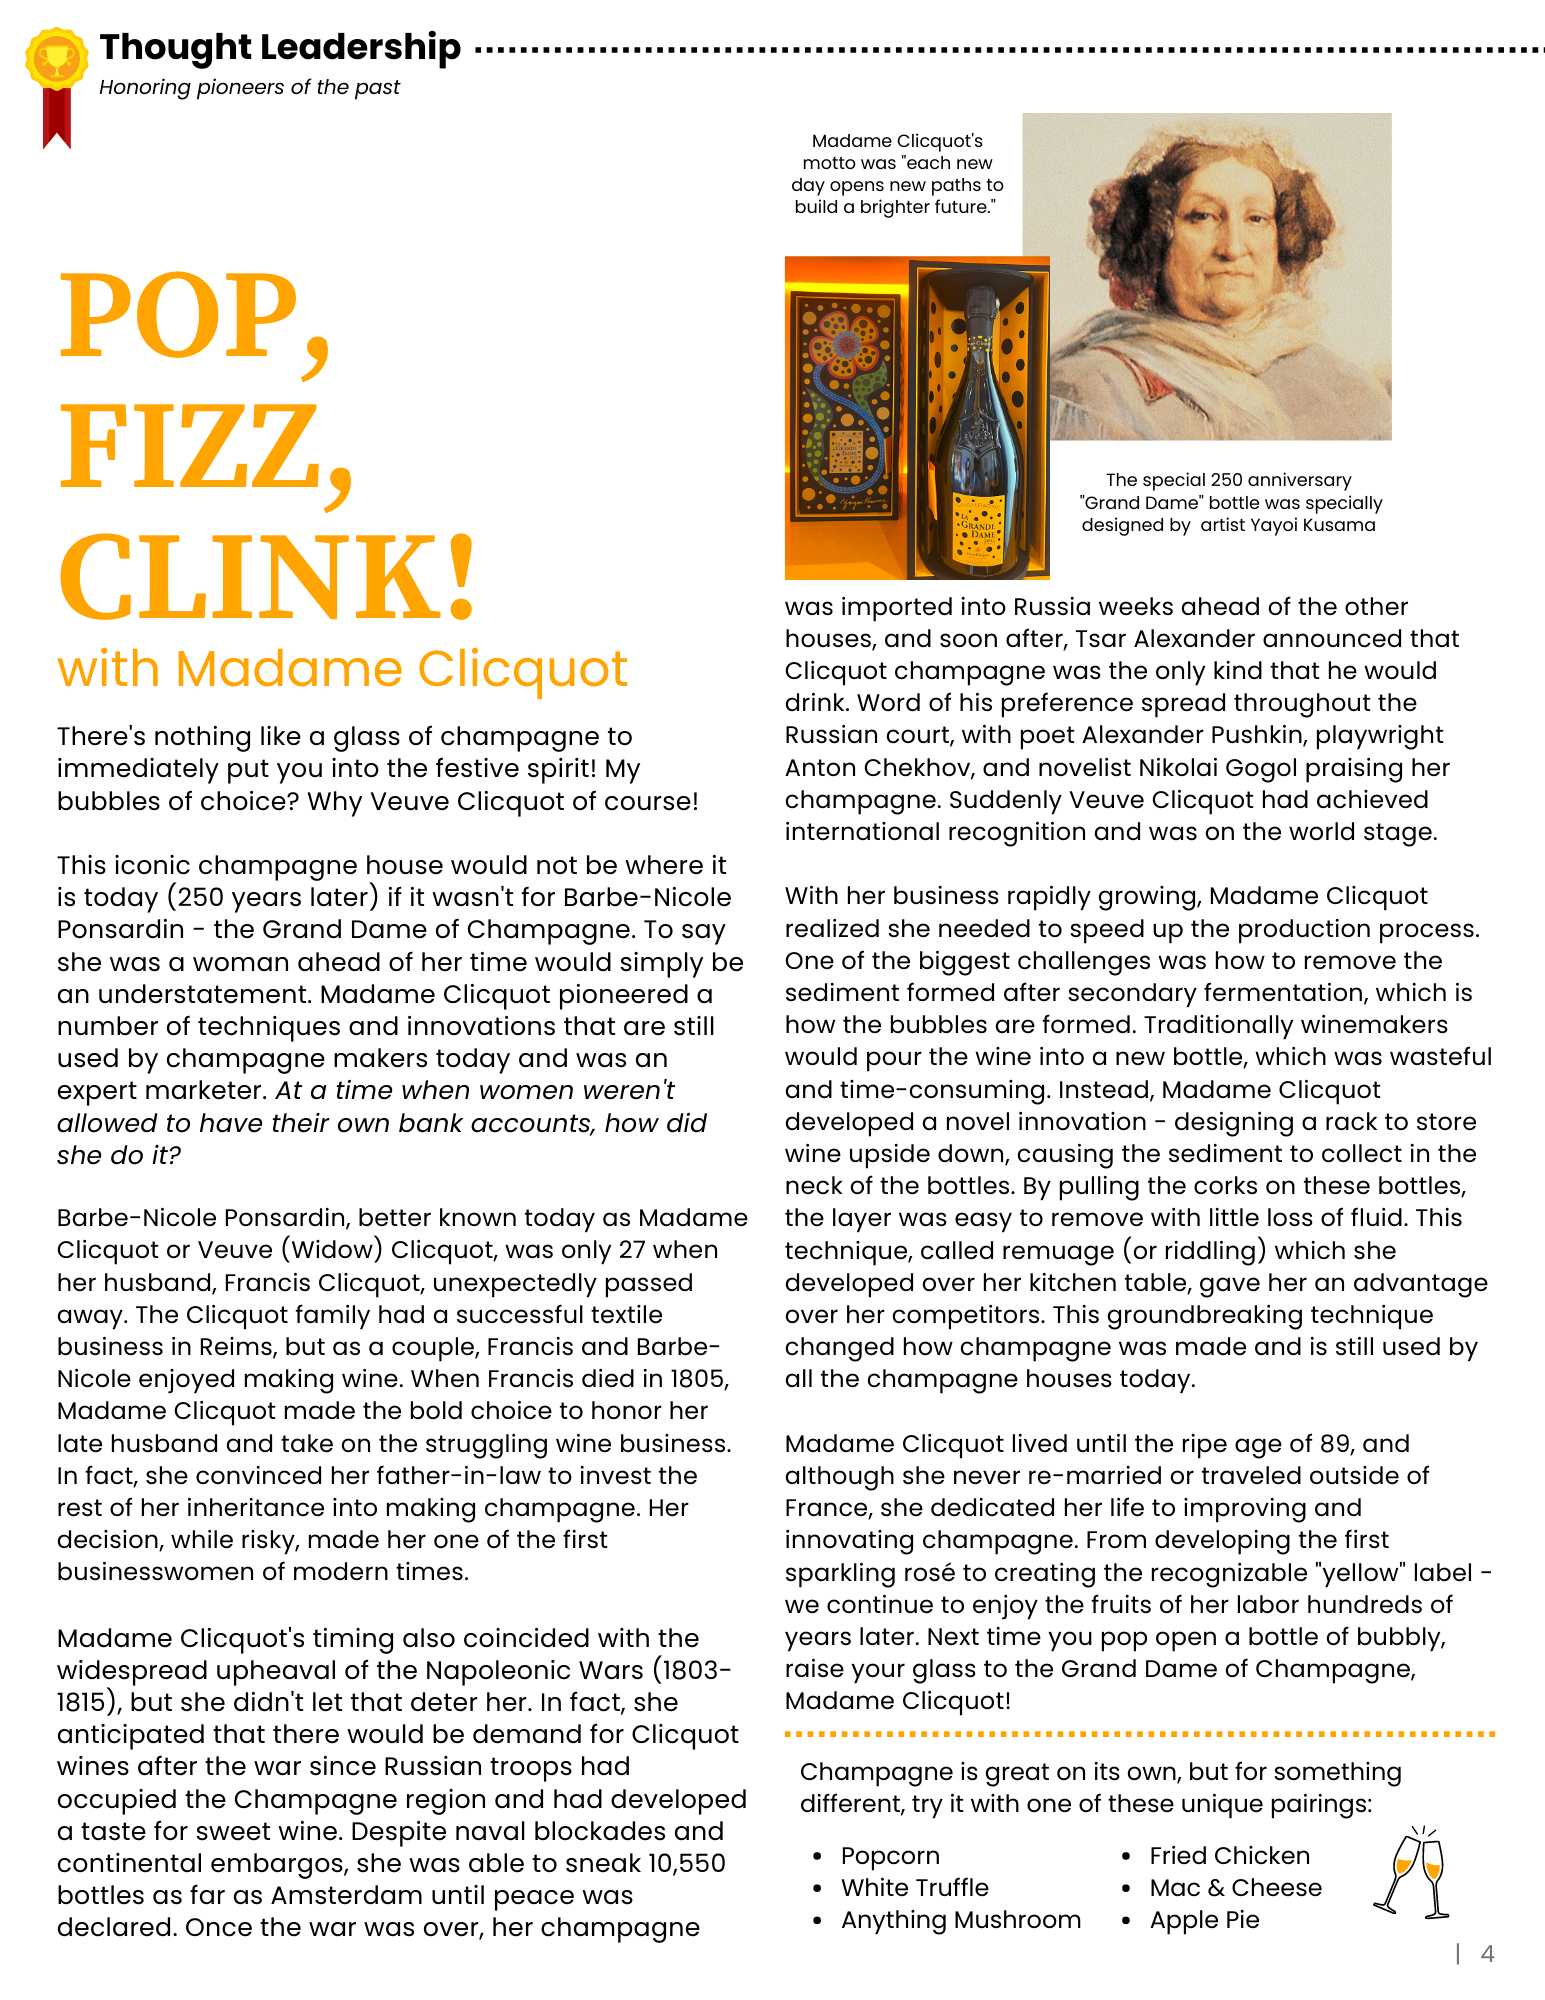 Thought Leadership
Honoring pioneers of the past
POP,
FIZZ,
CLINK!
with Madame Clicquot
There's nothing like a glass of champagne to
immediately put you into the festive spirit! My
bubbles of choice? Why Veuve Clicquot of course!
This iconic champagne house would not be where it
is today (250 years later) if it wasn't for Barbe-Nicole
Ponsardin - the Grand Dame of Champagne. To say
she was a woman ahead of her time would simply be
an understatement. Madame Clicquot pioneered a
number of techniques and innovations that are still
used by champagne makers today and was an
expert marketer. At a time when women weren't
allowed to have their own bank accounts, how did
she do it?
Barbe-Nicole Ponsardin, better known today as Madame
Clicquot or Veuve (Widow) Clicquot, was only 27 when
her husband, Francis Clicquot, unexpectedly passed
away. The Clicquot family had a successful textile
business in Reims, but as a couple, Francis and Barbe-
Nicole enjoyed making wine. When Francis died in 1805,
Madame Clicquot made the bold choice to honor her
late husband and take on the struggling wine business.
In fact, she convinced her father-in-law to invest the
rest of her inheritance into making champagne. Her
decision, while risky, made her one of the first
businesswomen of modern times.
Madame Clicquot's timing also coincided with the
widespread upheaval of the Napoleonic Wars (1803-
1815), but she didn't let that deter her. In fact, she
anticipated that there would be demand for Clicquot
wines after the war since Russian troops had
occupied the Champagne region and had developed
a taste for sweet wine. Despite naval blockades and
continental embargos, she was able to sneak 10,550
bottles as far as Amsterdam until peace was
declared. Once the war was over, her champagne
Madame Clicquot's
motto was "each new
day opens new paths to
build a brighter future."
LA
GRANDE
DAME
LA
GRANDE
DAME
The special 250 anniversary
"Grand Dame" bottle was specially
designed by artist Yayoi Kusama
was imported into Russia weeks ahead of the other
houses, and soon after, Tsar Alexander announced that
Clicquot champagne was the only kind that he would
drink. Word of his preference spread throughout the
Russian court, with poet Alexander Pushkin, playwright
Anton Chekhov, and novelist Nikolai Gogol praising her
champagne. Suddenly Veuve Clicquot had achieved
international recognition and was on the world stage.
With her business rapidly growing, Madame Clicquot
realized she needed to speed up the production process.
One of the biggest challenges was how to remove the
sediment formed after secondary fermentation, which is
how the bubbles are formed. Traditionally winemakers
would pour the wine into a new bottle, which was wasteful
and time-consuming. Instead, Madame Clicquot
developed a novel innovation - designing a rack to store
wine upside down, causing the sediment to collect in the
neck of the bottles. By pulling the corks on these bottles,
the layer was easy to remove with little loss of fluid. This
technique, called remuage (or riddling) which she
developed over her kitchen table, gave her an advantage
over her competitors. This groundbreaking technique
changed how champagne was made and is still used by
all the champagne houses today.
Madame Clicquot lived until the ripe age of 89, and
although she never re-married or traveled outside of
France, she dedicated her life to improving and
innovating champagne. From developing the first
sparkling rosé to creating the recognizable "yellow" label -
we continue to enjoy the fruits of her labor hundreds of
years later. Next time you pop open a bottle of bubbly,
raise your glass to the Grand Dame of Champagne,
Madame Clicquot!
Champagne is great on its own, but for something
different, try it with one of these unique pairings:
• Popcorn
• White Truffle
• Anything Mushroom
• Fried Chicken
• Mac & Cheese
• Apple Pie
| 4